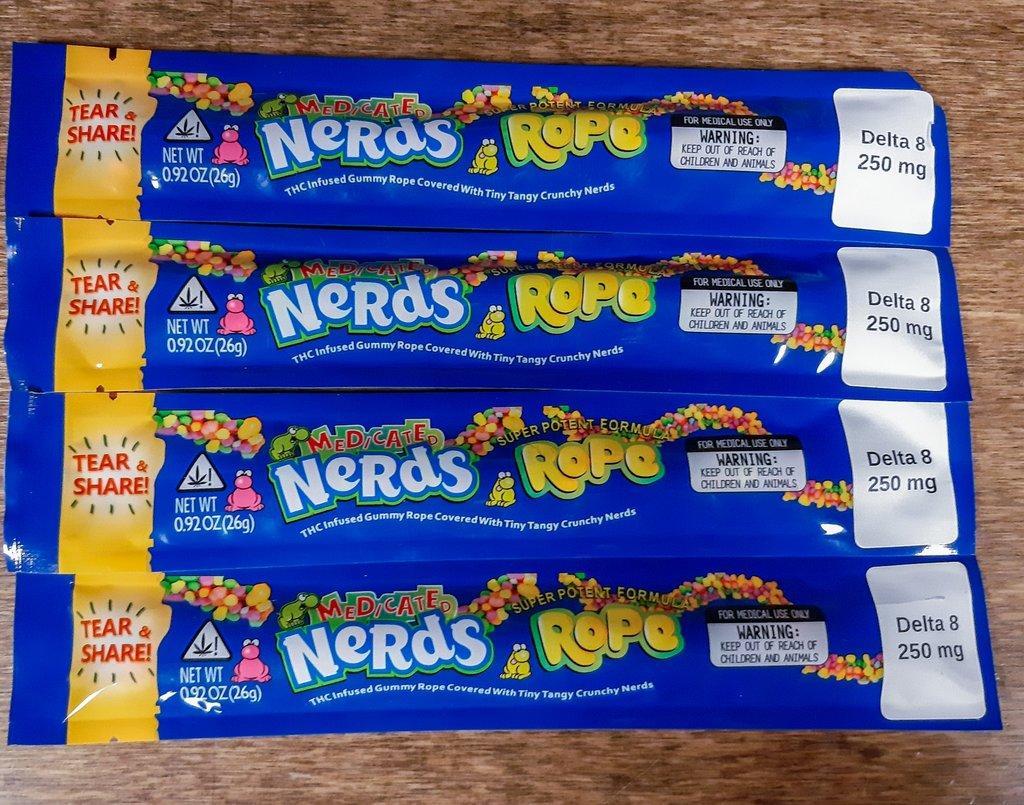 TEAR &
SHARE!
NET WT
0.92 OZ (26g)
MEDICATED
NeRds
SUPER POTENT FORMULA
RoPe
THC Infused Gummy Rope Covered With Tiny Tangy Crunchy Nerds
FOR MEDICAL USE ONLY
WARNING:
KEEP OUT OF REACH OF
CHILDREN AND ANIMALS
Delta 8
250 mg
TEAR &
SHARE!
NET WT
0.92 OZ (26g)
MEDICATED
NeRds
SUPER POTENT FORMULA
RoPe
THC Infused Gummy Rope Covered With Tiny Tangy Crunchy Nerds
FOR MEDICAL USE ONLY
WARNING:
KEEP OUT OF REACH OF
CHILDREN AND ANIMALS
Delta 8
250 mg
TEAR &
SHARE!
NET WT
0.92 OZ (26g)
MEDICATED
NeRds
SUPER POTENT FORMULA
RoPe
THC Infused Gummy Rope Covered With Tiny Tangy Crunchy Nerds
FOR MEDICAL USE ONLY
WARNING:
KEEP OUT OF REACH OF
CHILDREN AND ANIMALS
Delta 8
250 mg
TEAR &
SHARE!
NET WT
0.92 OZ (26g)
MEDICATED
NeRds
SUPER POTENT FORMULA
RoPe
THC Infused Gummy Rope Covered With Tiny Tangy Crunchy Nerds
FOR MEDICAL USE ONLY
WARNING:
KEEP OUT OF REACH OF
CHILDREN AND ANIMALS
Delta 8
250 mg